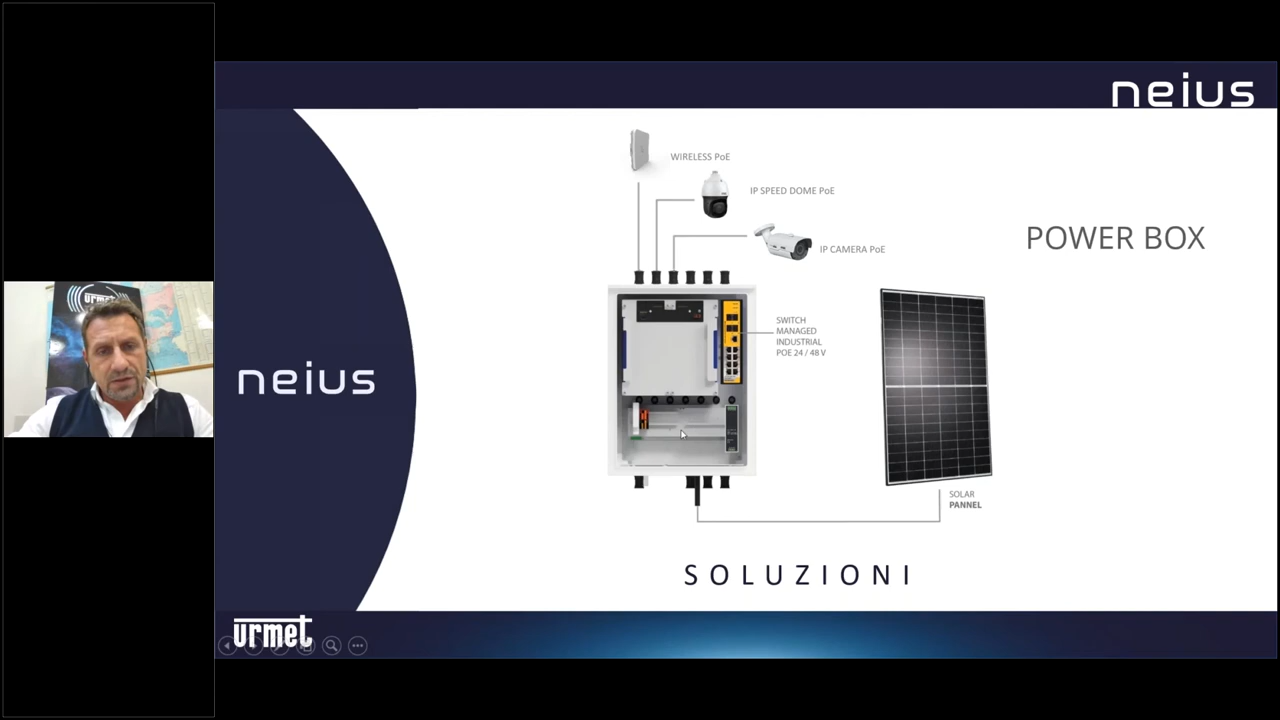 neius
WIRELESS PoE
IP SPEED DOME PoE
POWER BOX
IP CAMERA PoE
urmet
SWITCH
MANAGED
INDUSTRIAL
POE 24 / 48 V
neius
SOLAR
PANNEL
SOLUZIONI
urmet